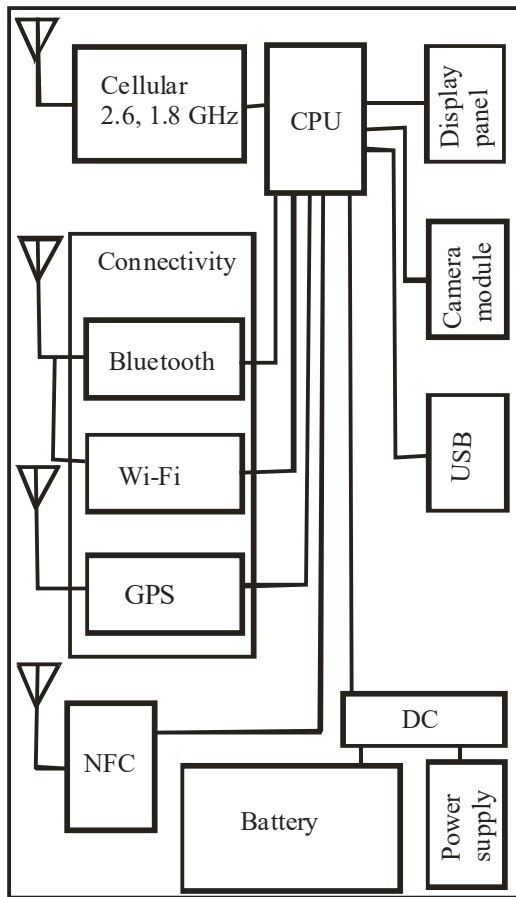 Cellular
2.6, 1.8 GHz
CPU
Display
panel
Connectivity
Camera
module
Bluetooth
Wi-Fi
USB
GPS
NFC
DC
Battery
Power
supply